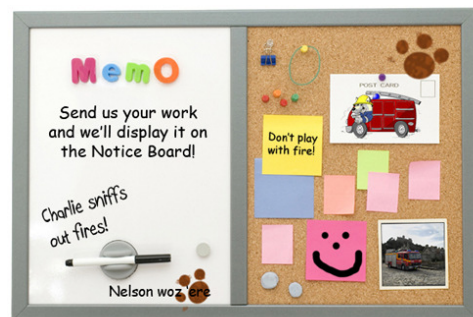 MemO
Send us your work
and we'll display it on
the Notice Board!
Charlie sniffs
out fires!
Nelson woz 'ere
Don't play
with fire!
POST CARD